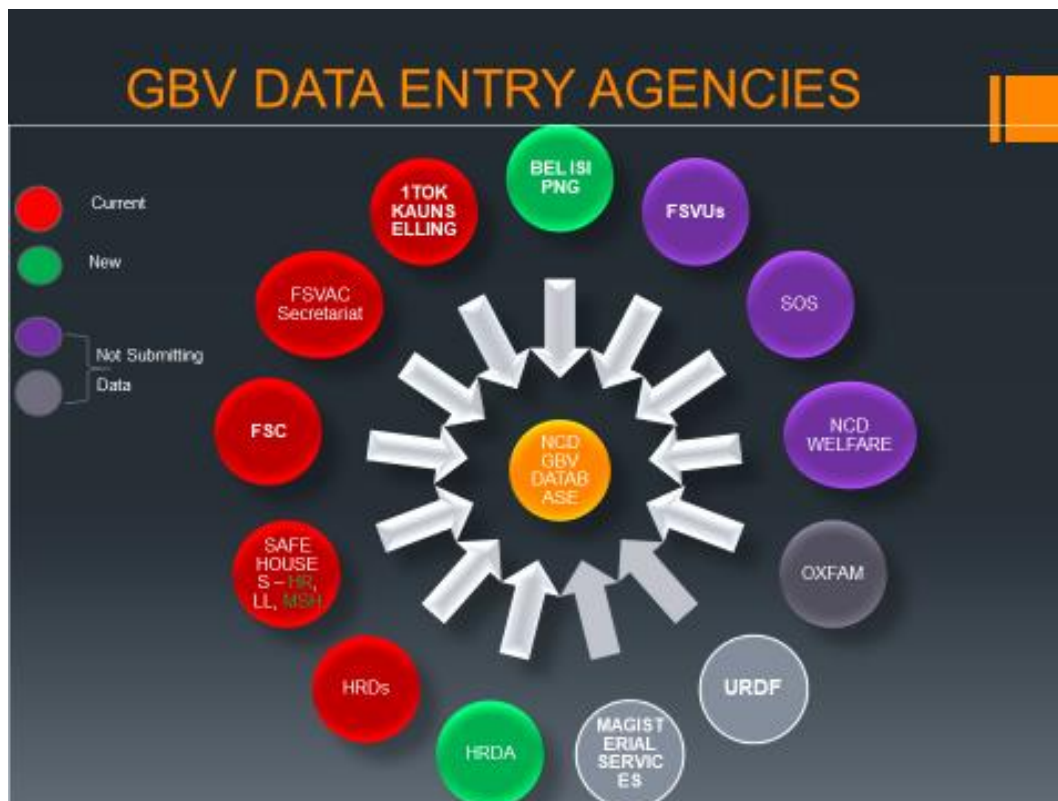 GBV DATA ENTRY AGENCIES
Current
New
Not Submitting
Data
BEL ISI
PNG
FSVUs
SOS
NCD
WELFARE
OXFAM
URDF
MAGIST
ERIAL
SERVIC
ES
HRDA
HRDs
SAFE
HOUSE
S – HR,
LL, MSH
FSC
FSVAC
Secretariat
1TOK
KAUNS
ELLING
NCD
GBV
DATAB
ASE